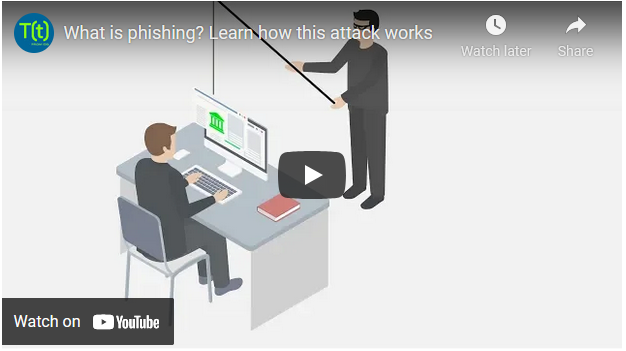 T(t)
What is phishing? Learn how this attack works
Watch later
Share
Watch on YouTube